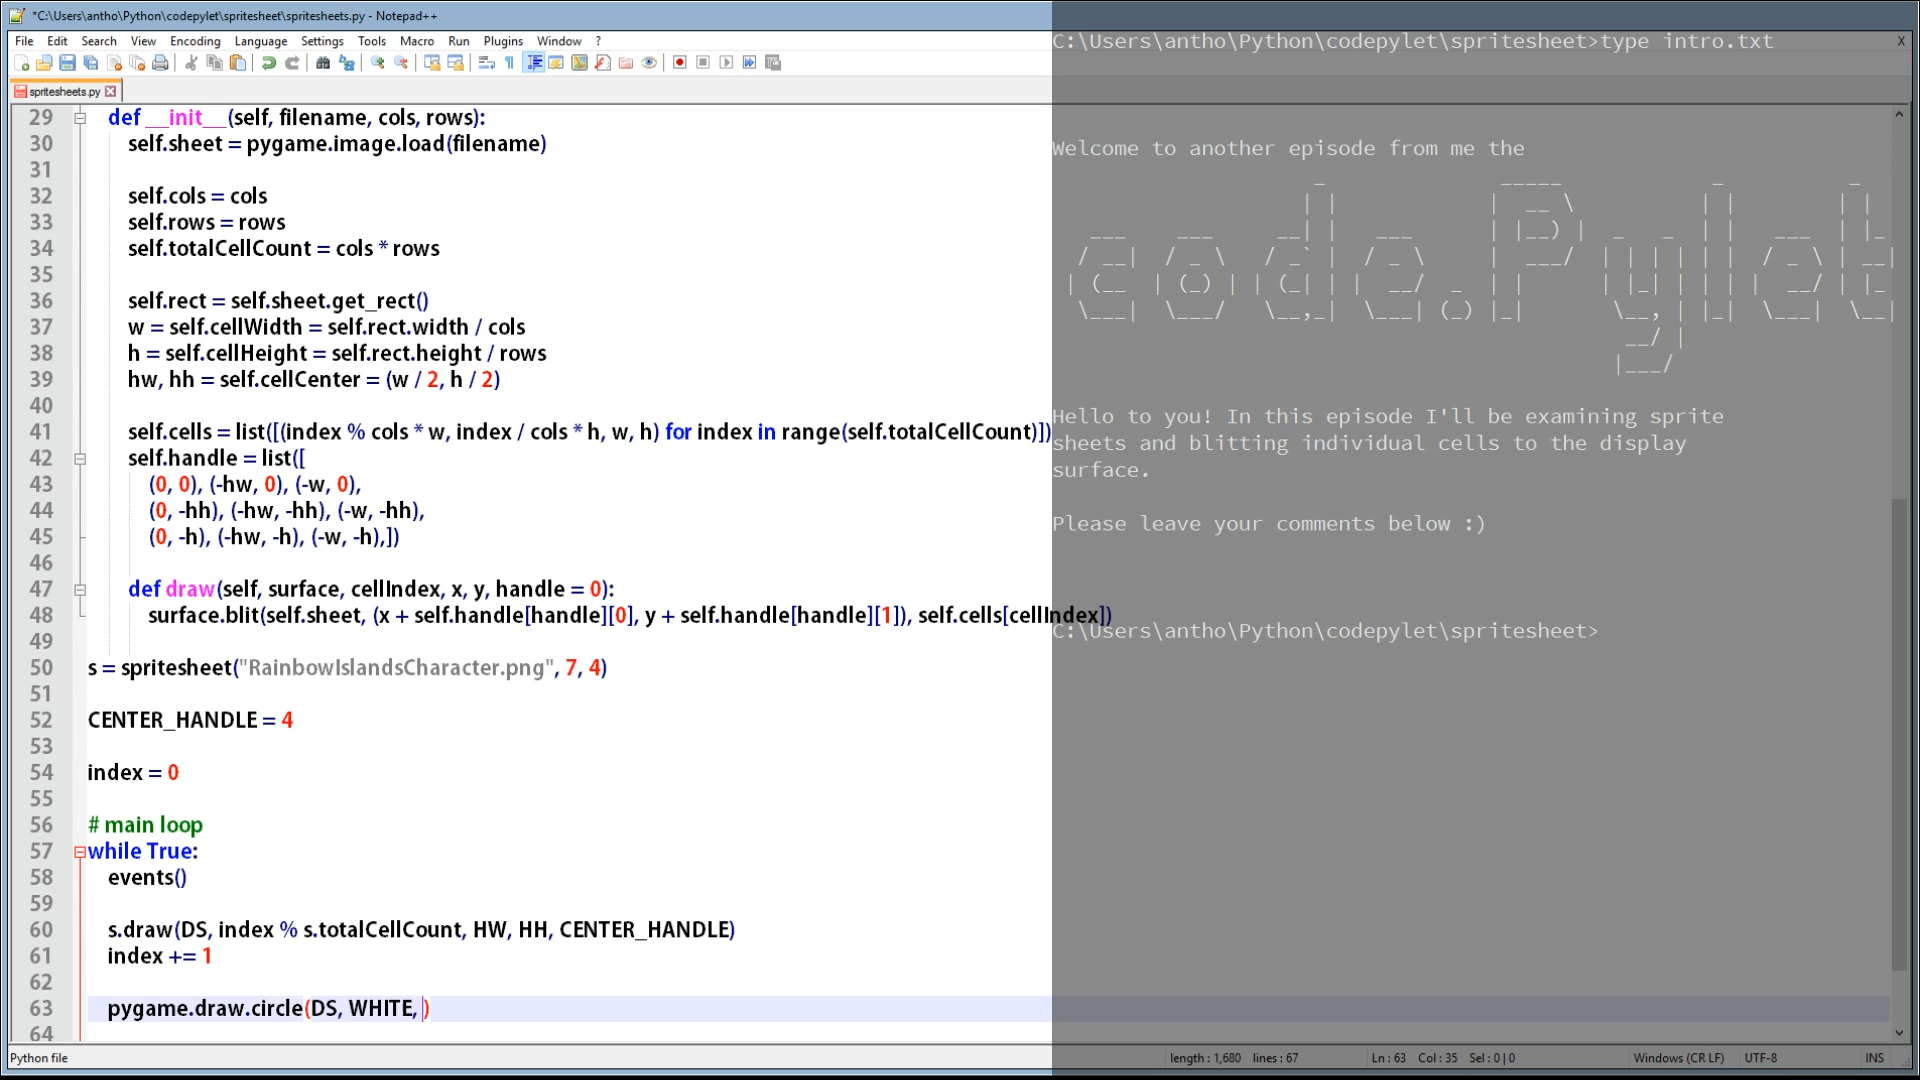 *C:\Users\antho\Python\codepylet\spritesheet\spritesheets.py - Notepad++
File Edit Search View Encoding Language Settings Tools Macro Run Plugins Window ?
X
spritesheets.py
29 def __init__(self, filename, cols, rows):
30 self.sheet = pygame.image.load(filename)
31
32 self.cols = cols
33 self.rows = rows
34 self.totalCellCount = cols * rows
35
36 self.rect = self.sheet.get_rect()
37 w = self.cellWidth = self.rect.width / cols
38 h = self.cellHeight = self.rect.height / rows
39 hw, hh = self.cellCenter = (w / 2, h / 2)
40
41 self.cells = list([(index % cols * w, index / cols * h, w, h) for index in range(self.totalCellCount)])
42 self.handle = list([
43 (0, 0), (-hw, 0), (-w, 0),
44 (0, -hh), (-hw, -hh), (-w, -hh),
45 (0, -h), (-hw, -h), (-w, -h),])
46
47 def draw(self, surface, cellIndex, x, y, handle = 0):
48 surface.blit(self.sheet, (x + self.handle[handle][0], y + self.handle[handle][1]), self.cells[cellIndex])
49
50 s = spritesheet("RainbowIslandsCharacter.png", 7, 4)
51
52 CENTER_HANDLE = 4
53
54 index = 0
55
56 # main loop
57 while True:
58 events()
59
60 s.draw(DS, index % s.totalCellCount, HW, HH, CENTER_HANDLE)
61 index += 1
62
63 pygame.draw.circle(DS, WHITE, )
64
C:\Users\antho\Python\codepylet\spritesheet>type intro.txt
Welcome to another episode from me the
code.Pylet
Hello to you! In this episode I'll be examining sprite
sheets and blitting individual cells to the display
surface.
Please leave your comments below :)
C:\Users\antho\Python\codepylet\spritesheet>
Python file length : 1,680 lines : 67 Ln : 63 Col : 35 Sel : 0 | 0 Windows (CR LF) UTF-8 INS